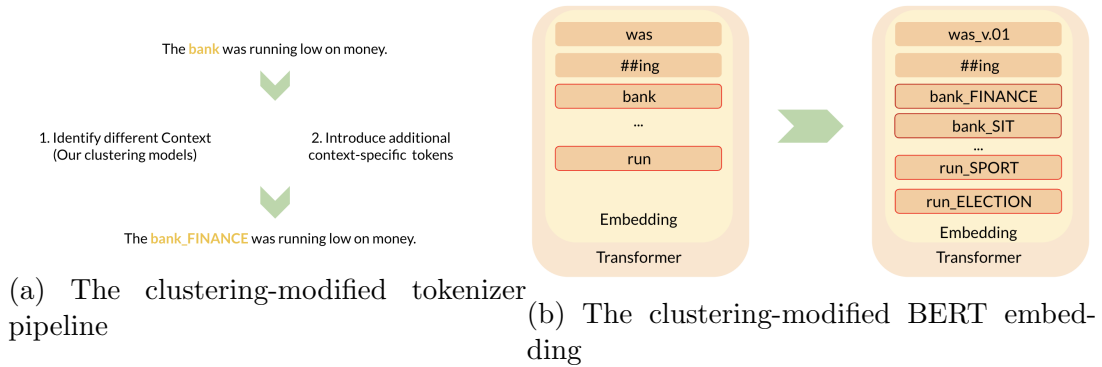 The bank was running low on money.
1. Identify different Context
(Our clustering models)
2. Introduce additional
context-specific tokens
The bank_FINANCE was running low on money.
(a) The clustering-modified tokenizer
pipeline
was
##ing
bank
...
run
Embedding
Transformer
was_v.01
##ing
bank_FINANCE
bank_SIT
...
run_SPORT
run_ELECTION
Embedding
Transformer
(b) The clustering-modified BERT embed-
ding